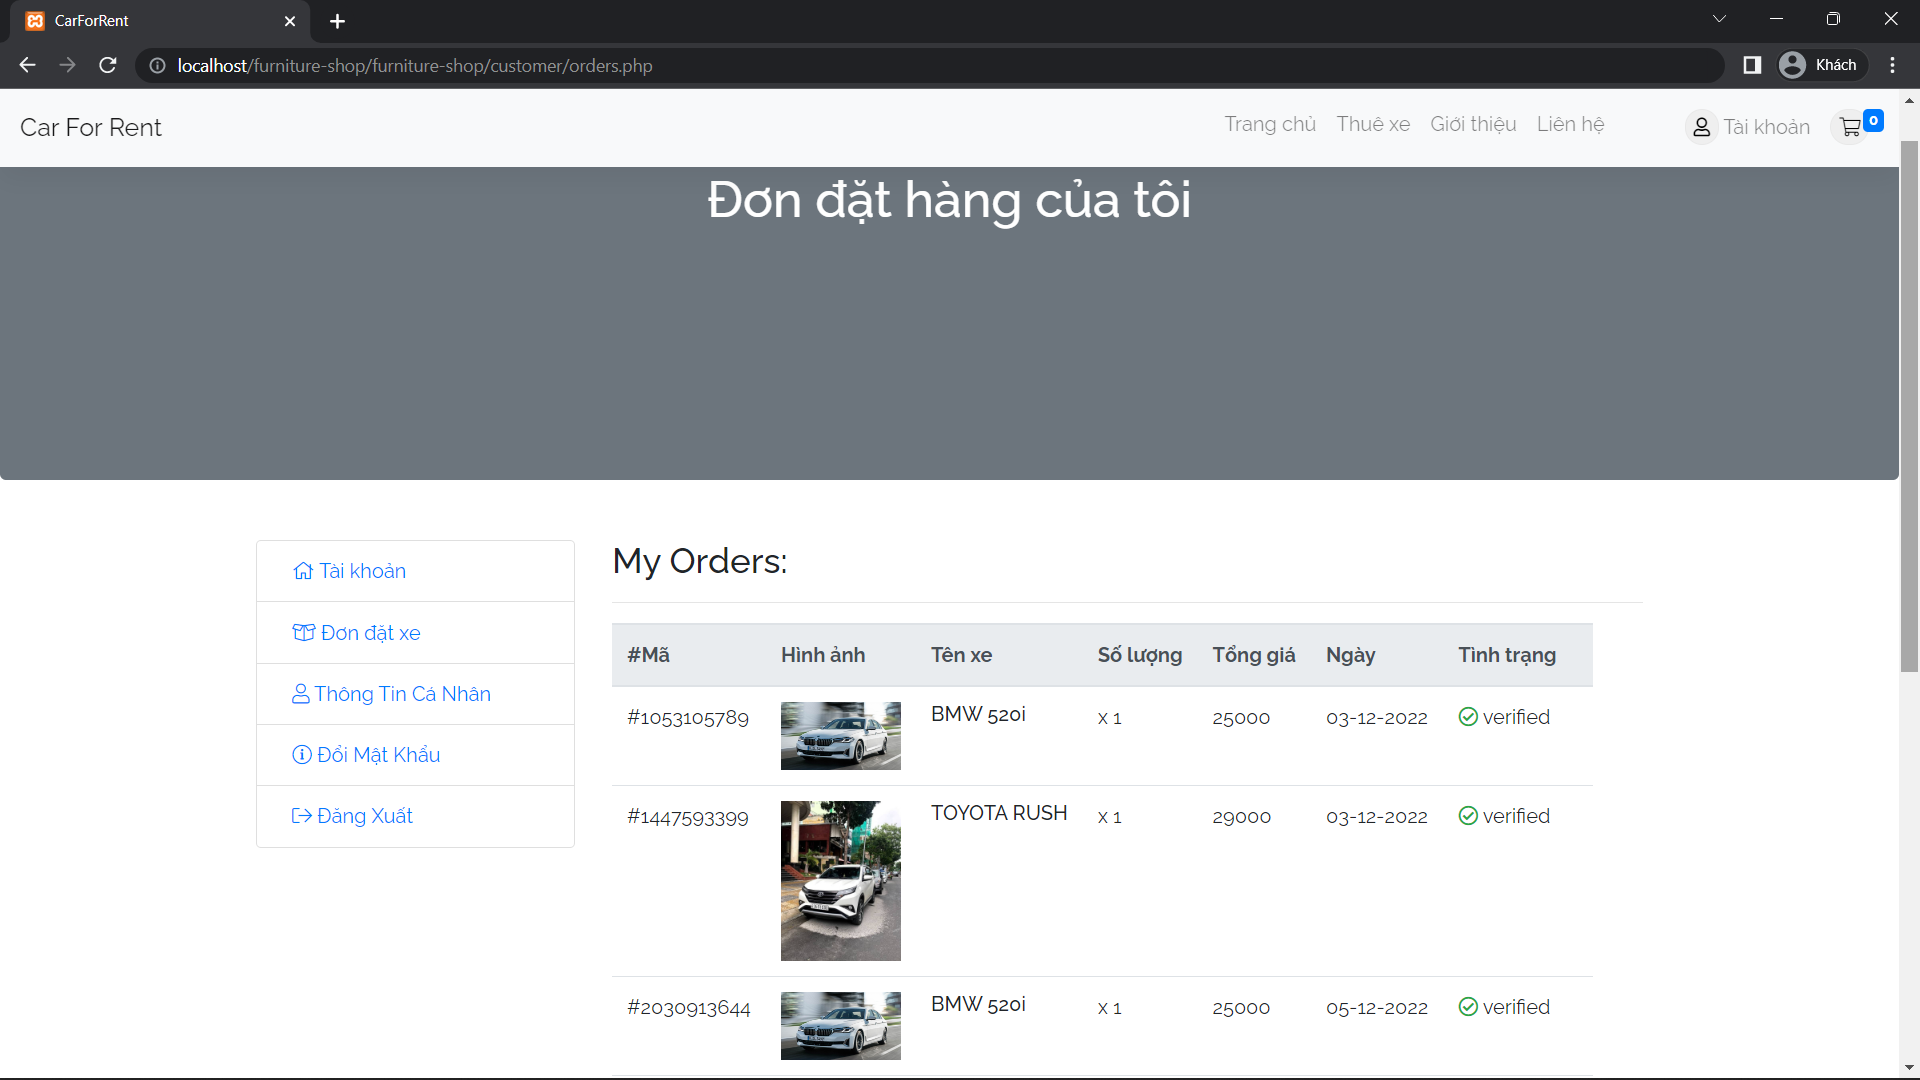 CarForRent
localhost/furniture-shop/furniture-shop/customer/orders.php
Khách
Car For Rent
Trang chủ Thuê xe Giới thiệu Liên hệ Tài khoản 0
Đơn đặt hàng của tôi
Tài khoản
Đơn đặt xe
Thông Tin Cá Nhân
Đổi Mật Khẩu
Đăng Xuất
My Orders:
#Mã Hình ảnh Tên xe Số lượng Tổng giá Ngày Tình trạng
#1053105789 BMW 520i x 1 25000 03-12-2022 verified
#1447593399 TOYOTA RUSH x 1 29000 03-12-2022 verified
#2030913644 BMW 520i x 1 25000 05-12-2022 verified